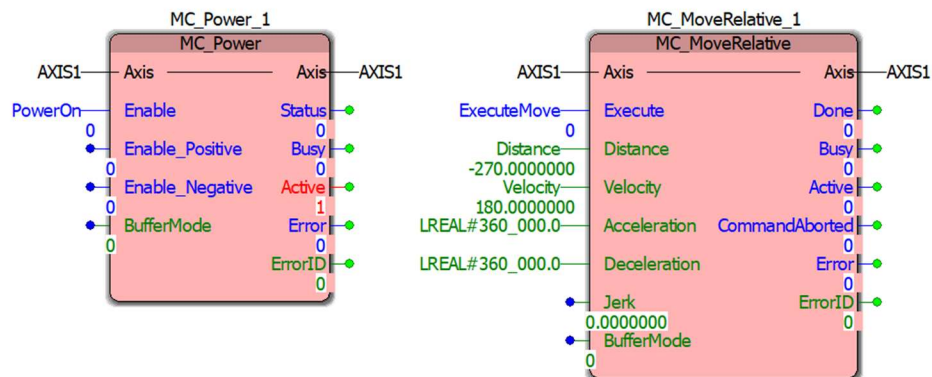 MC_Power_1
MC_Power
AXIS1 Axis Axis AXIS1
PowerOn Enable Status
0 0
Enable_Positive Busy
0 0
Enable_Negative Active
0 1
BufferMode Error
0 0
ErrorID
0
MC_MoveRelative_1
MC_MoveRelative
AXIS1 Axis Axis AXIS1
ExecuteMove Execute Done
0 0
Distance Distance Busy
-270.0000000 0
Velocity Velocity Active
180.0000000 0
LREAL#360_000.0 Acceleration CommandAborted
0
LREAL#360_000.0 Deceleration Error
0
Jerk ErrorID
0.0000000 0
BufferMode
0